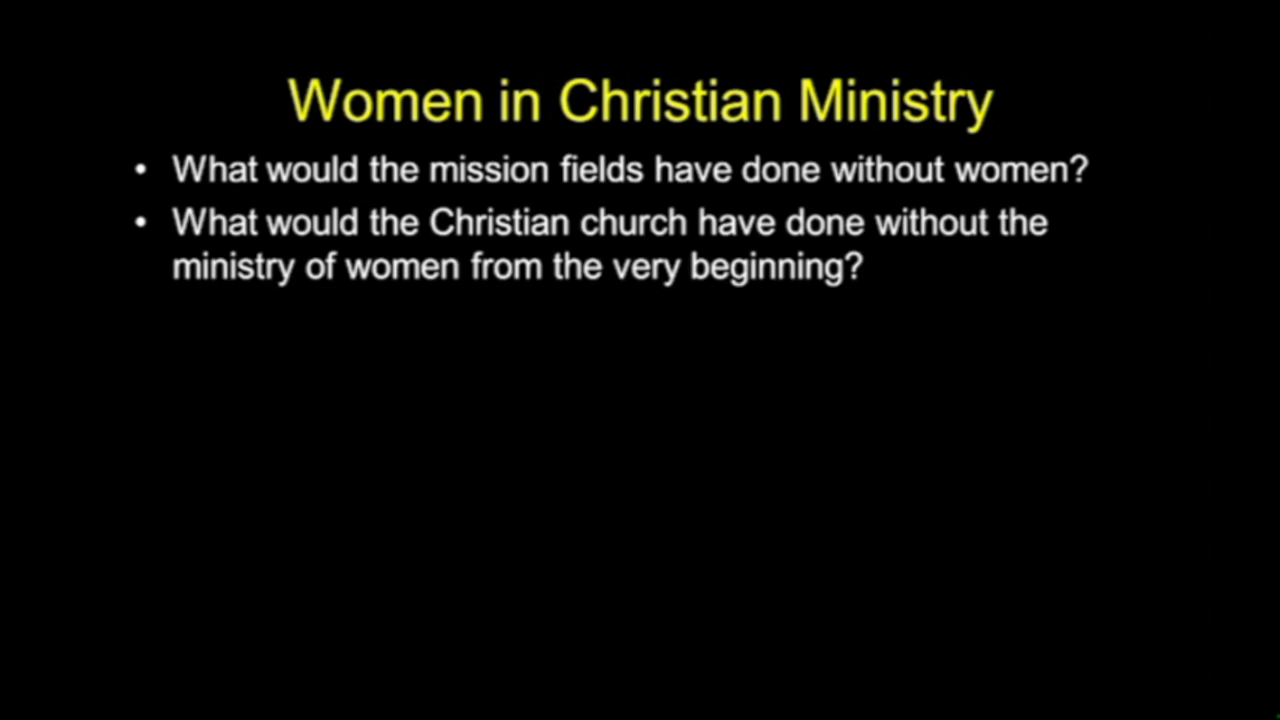 Women in Christian Ministry
• What would the mission fields have done without women?
• What would the Christian church have done without the
ministry of women from the very beginning?